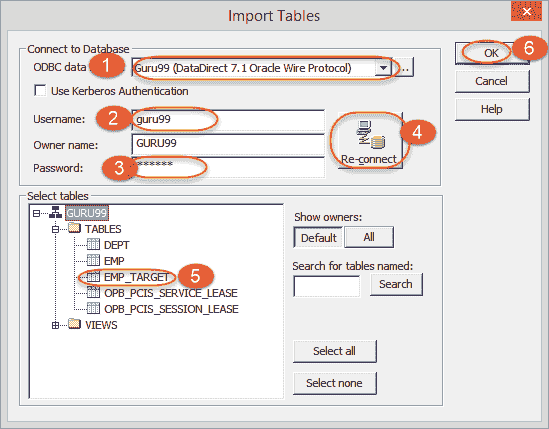 Import Tables
x
Connect to Database
ODBC data 1 Guru99 (DataDirect 7.1 Oracle Wire Protocol) ...
Use Kerberos Authentication
Username: 2 guru99
Owner name: GURU99
Password: 3 ******
4
Re-connect
OK 6
Cancel
Help
Select tables
GURU99
TABLES
DEPT
EMP
EMP_TARGET 5
OPB_PCIS_SERVICE_LEASE
OPB_PCIS_SESSION_LEASE
VIEWS
Show owners:
Default All
Search for tables named:
Search
Select all
Select none